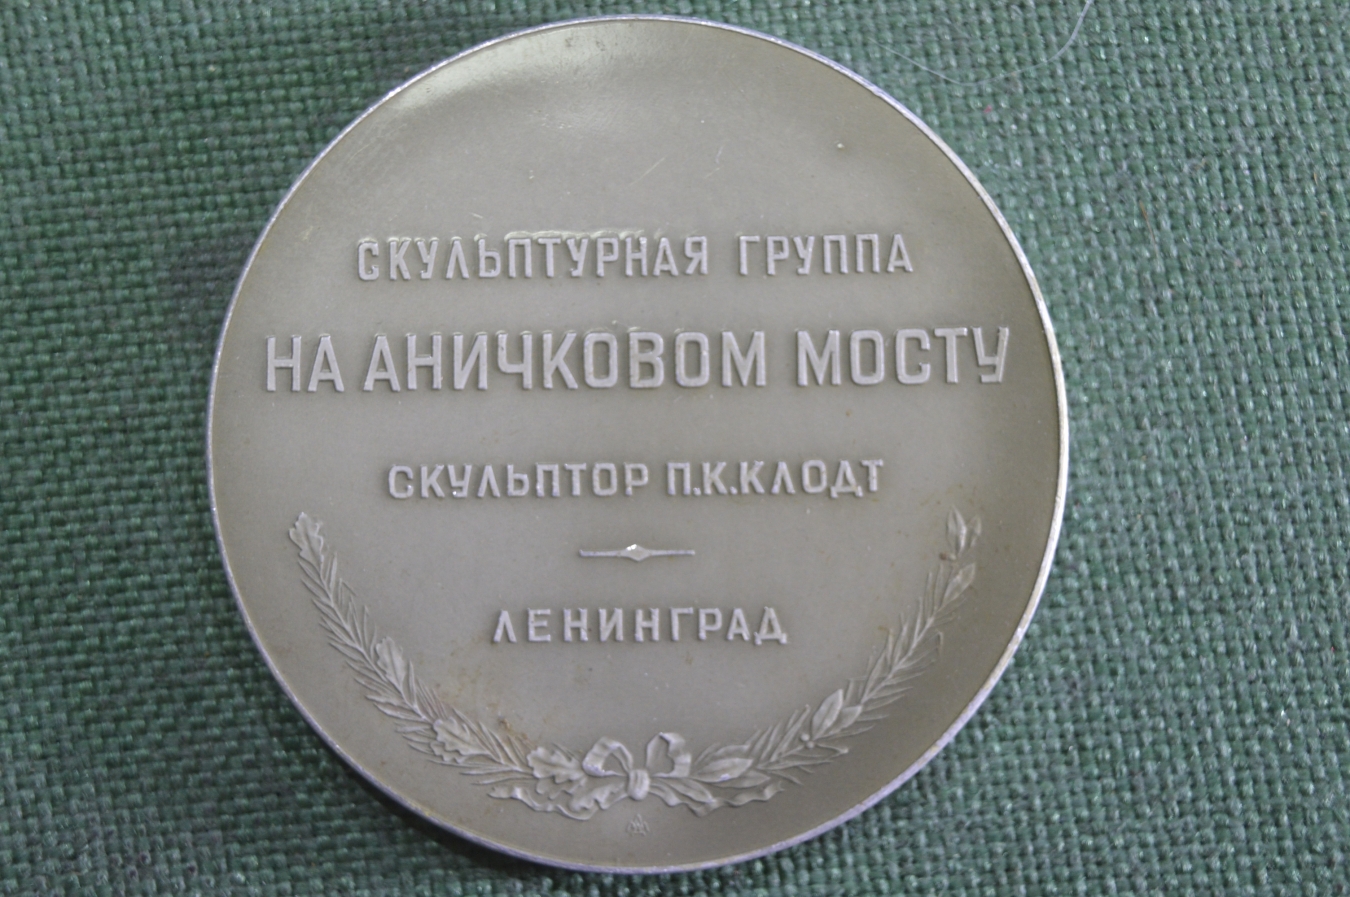 СКУЛЬПТУРНАЯ ГРУППА
НА АНИЧКОВОМ МОСТУ
СКУЛЬПТОР П.К.КЛОДТ
ЛЕНИНГРАД